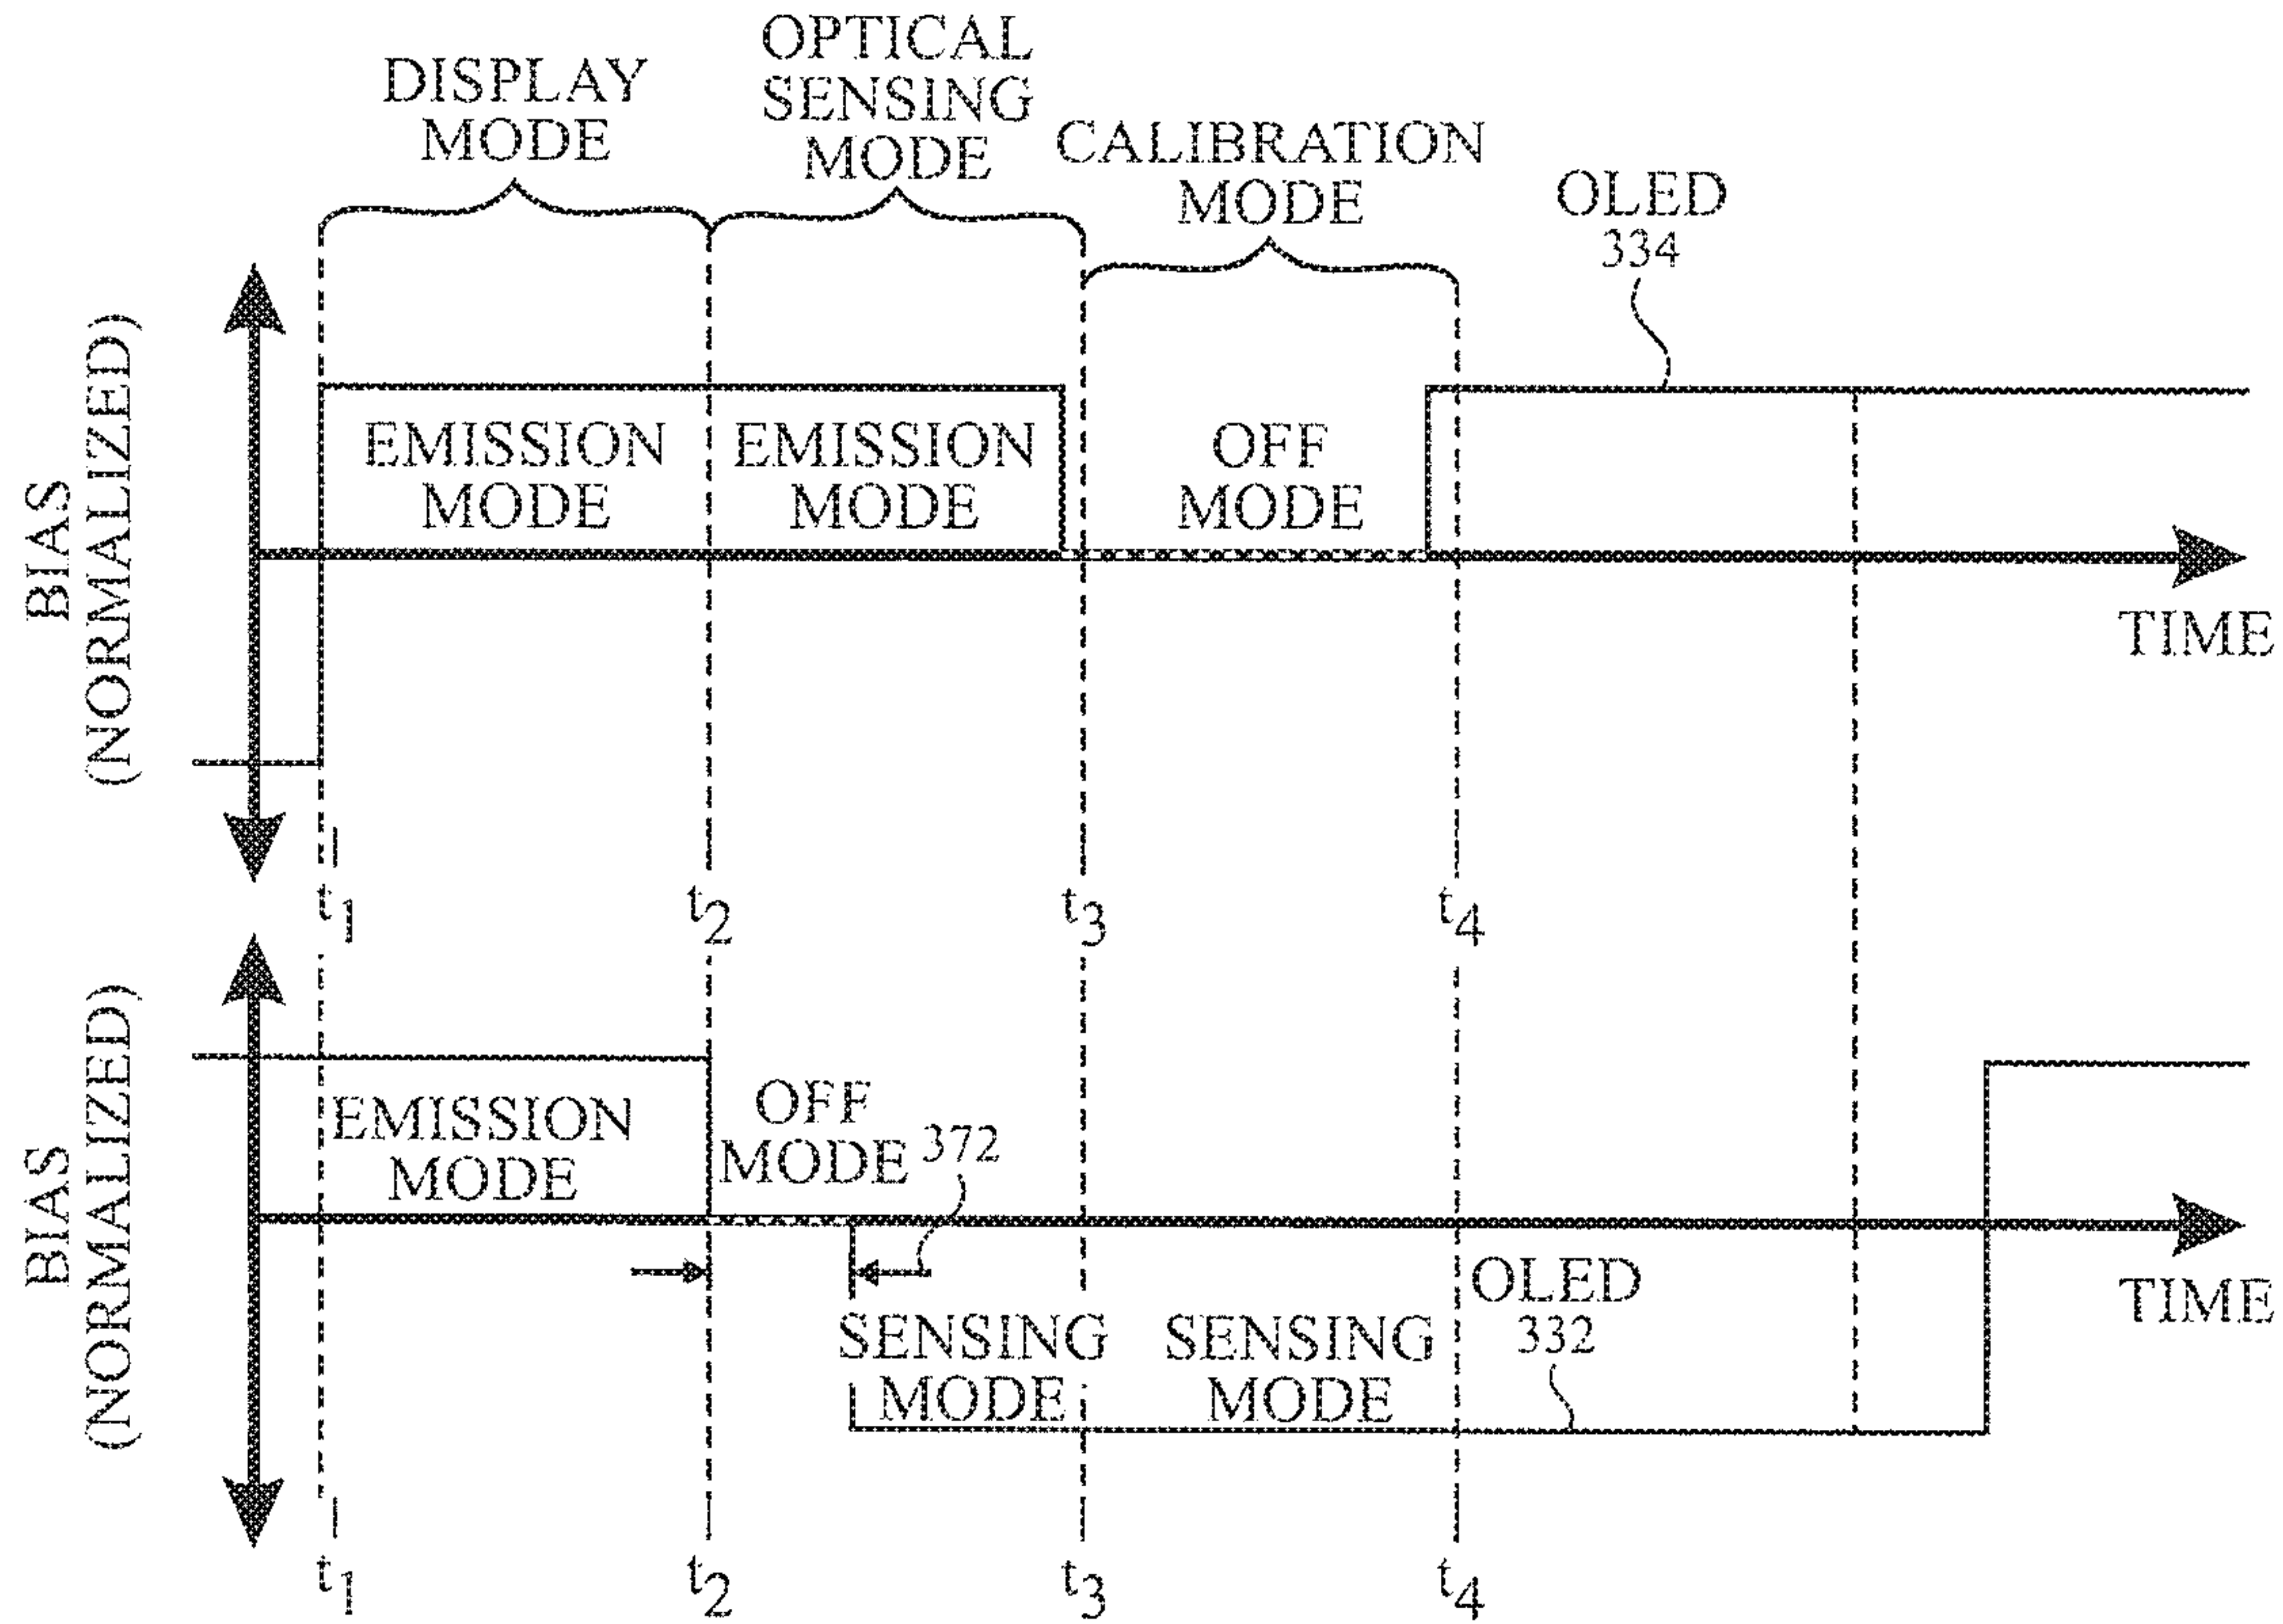 DISPLAY
MODE
OPTICAL
SENSING
MODE
CALIBRATION
MODE
OLED
334
BIAS
(NORMALIZED)
EMISSION
MODE
EMISSION
MODE
OFF
MODE
TIME
t1
t2
t3
t4
BIAS
(NORMALIZED)
EMISSION
MODE
OFF
MODE
372
SENSING
MODE
SENSING
MODE
OLED
332
TIME
t1
t2
t3
t4